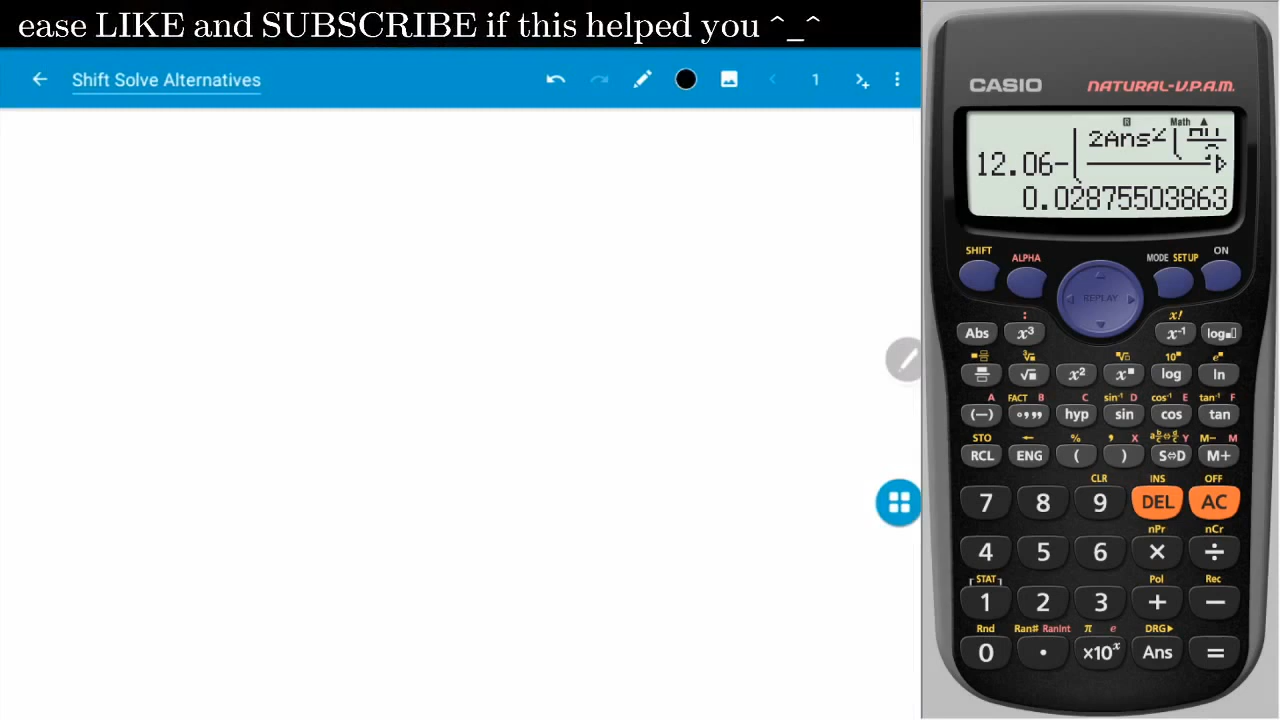 ease LIKE and SUBSCRIBE if this helped you ^_^
Shift Solve Alternatives
1
CASIO
NATURAL-V.P.A.M.
Math
12.06-
2Ans
0.02875503863
SHIFT
ALPHA
MODE SETUP
ON
REPLAY
: x!
Abs x³ x⁻¹ log
³√ 10 e
√ x² x log ln
A FACT B C sin⁻¹ D cos⁻¹ E tan⁻¹ F
(—) °,,, hyp sin cos tan
STO ← % , X a b/c⇔d/c Y M− M
RCL ENG ( ) S⇔D M+
CLR INS OFF
7 8 9 DEL AC
nPr nCr
4 5 6 × ÷
STAT Pol Rec
1 2 3 + −
Rnd Ran# RanInt π e DRG▶
0 • ×10ˣ Ans =